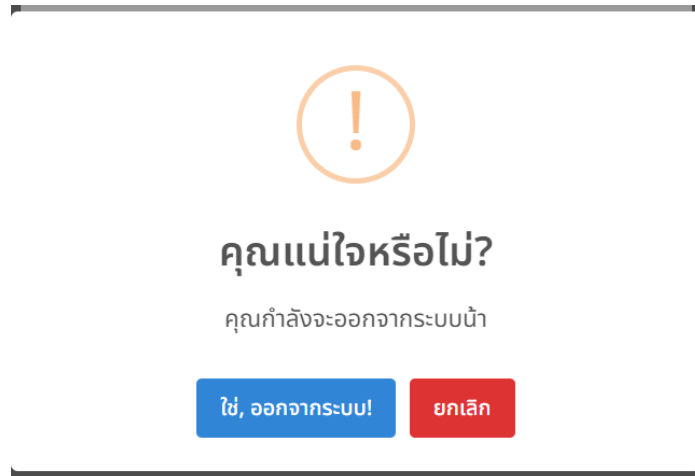 !
คุณแน่ใจหรือไม่?
คุณกำลังจะออกจากระบบน้า
ใช่, ออกจากระบบ! ยกเลิก